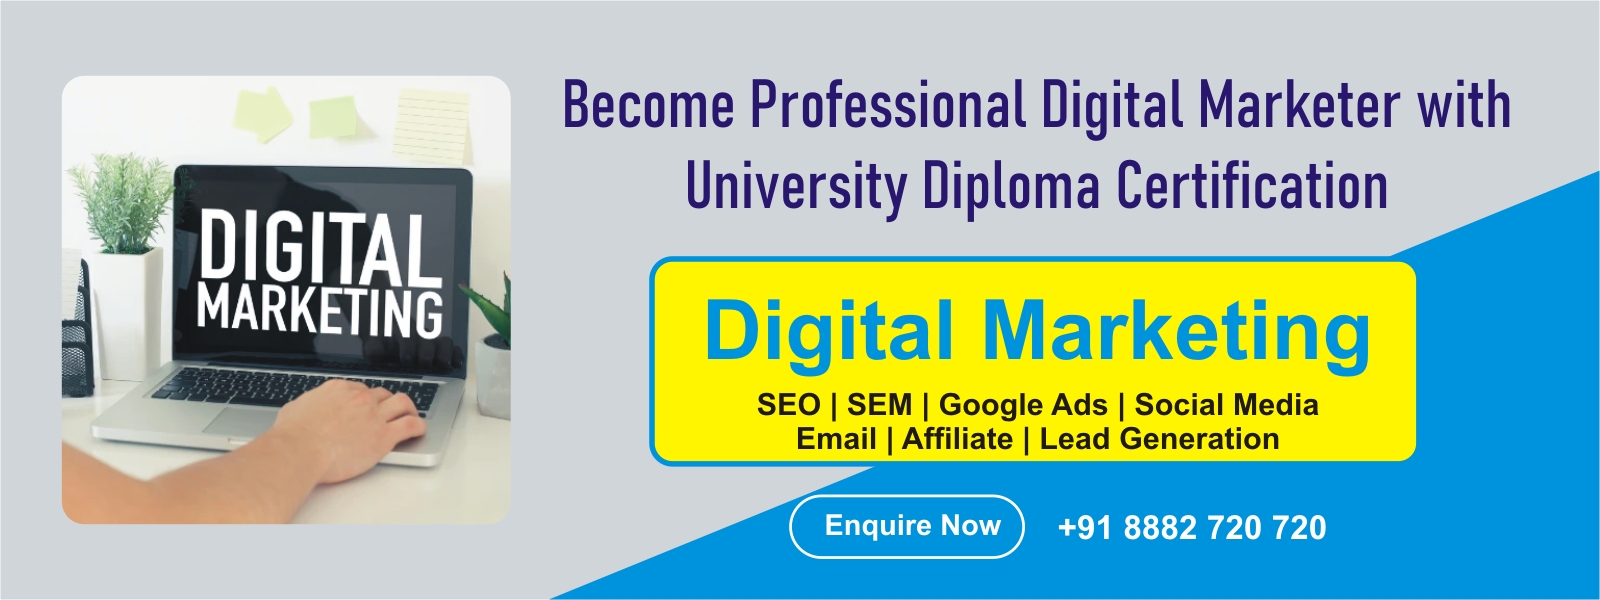 DIGITAL
MARKETING
Become Professional Digital Marketer with
University Diploma Certification
Digital Marketing
SEO | SEM | Google Ads | Social Media
Email | Affiliate | Lead Generation
Enquire Now
+91 8882 720 720